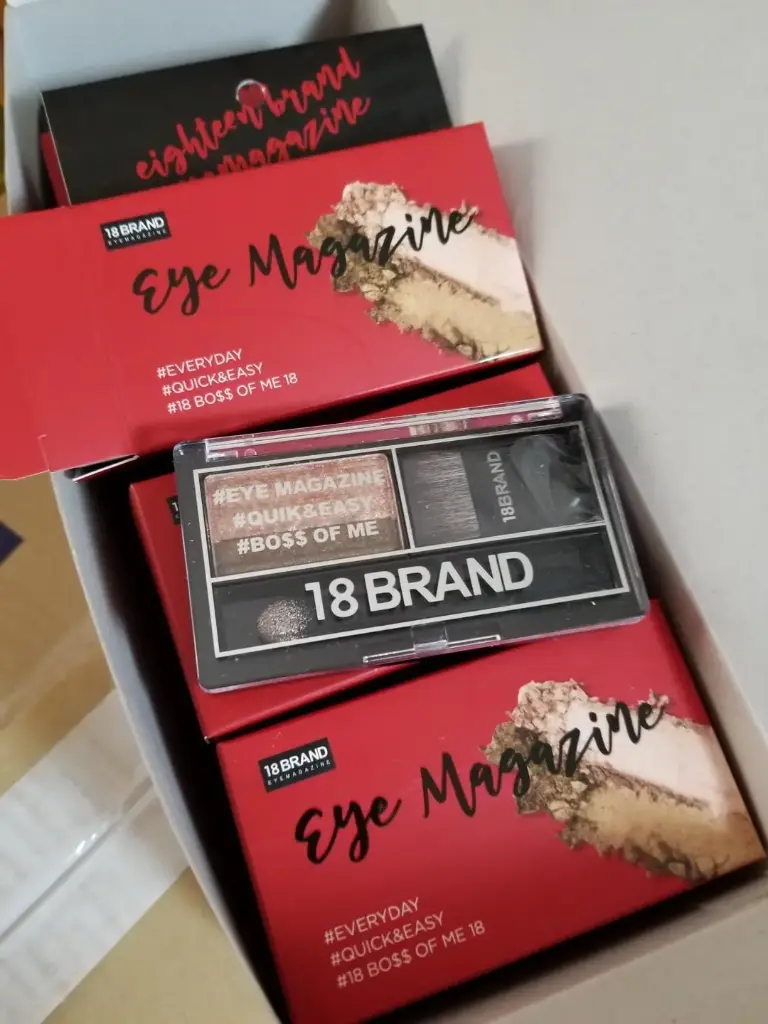 eighteen brand
magazine
18 BRAND
EYEMAGAZINE
Eye Magazine
#EVERYDAY
#QUICK&EASY
#18 BO$$ OF ME 18
#EYE MAGAZINE
#QUIK&EASY
#BO$$ OF ME
18BRAND
18 BRAND
18 BRAND
EYEMAGAZINE
Eye Magazine
#EVERYDAY
#QUICK&EASY
#18 BO$$ OF ME 18